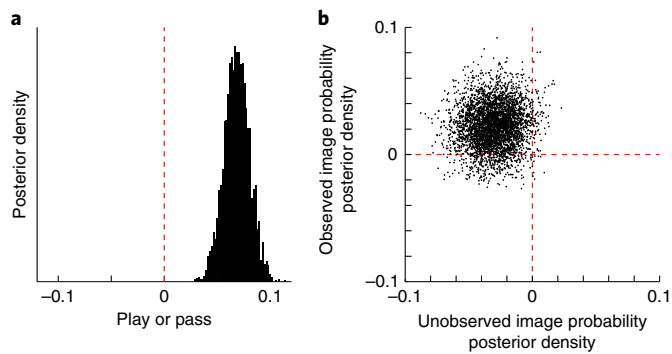 a
Posterior density
−0.1
0
0.1
Play or pass
b
Observed image probability
posterior density
0.1
0
−0.1
−0.1
0
0.1
Unobserved image probability
posterior density